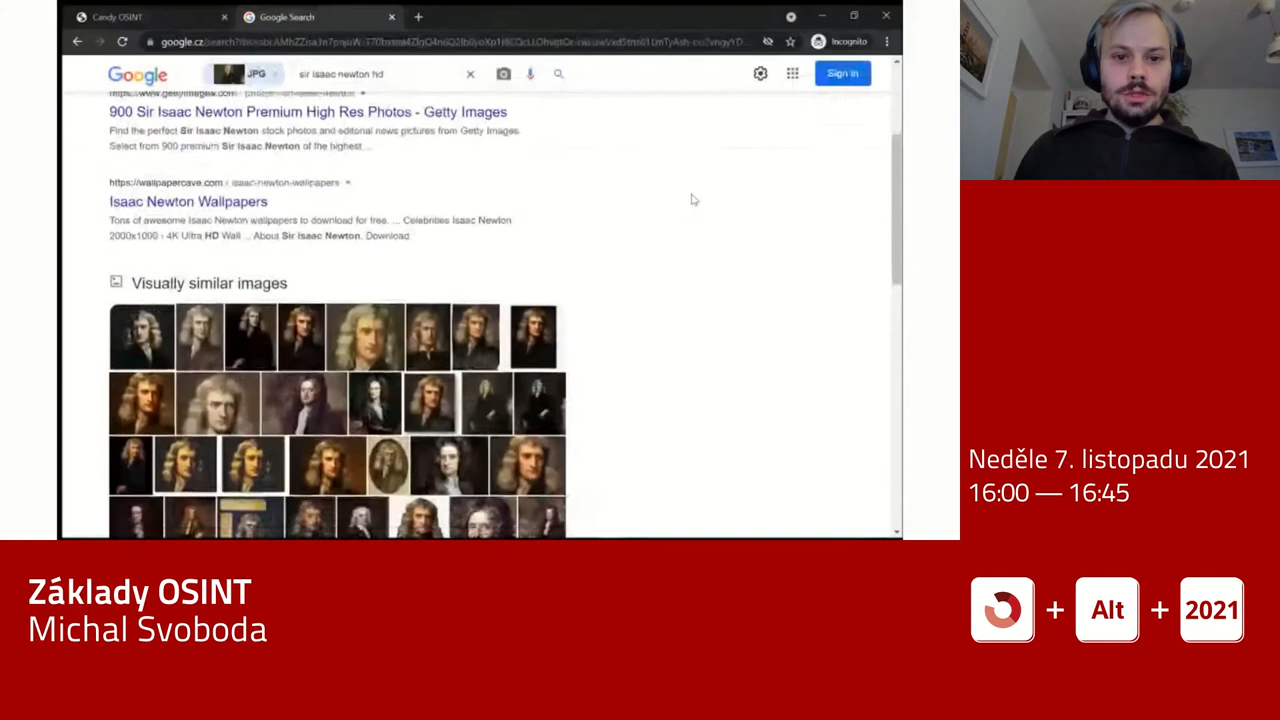 Candy OSINT
Google Search
Incognito
Google
JPG
sir isaac newton hd
Sign in
900 Sir Isaac Newton Premium High Res Photos - Getty Images
Find the perfect Sir Isaac Newton stock photos and editorial news pictures from Getty Images.
Select from 900 premium Sir Isaac Newton of the highest ...
https://wallpapercave.com › isaac-newton-wallpapers
Isaac Newton Wallpapers
Tons of awesome Isaac Newton wallpapers to download for free. ... Celebrities Isaac Newton
2000x1000 - 4K Ultra HD Wall ... About Sir Isaac Newton. Download
Visually similar images
Neděle 7. listopadu 2021
16:00 — 16:45
Základy OSINT
Michal Svoboda
+ Alt + 2021